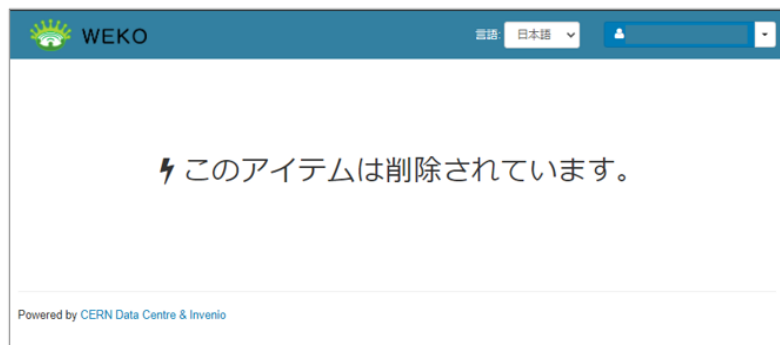 WEKO 言語: 日本語
このアイテムは削除されています。
Powered by CERN Data Centre & Invenio